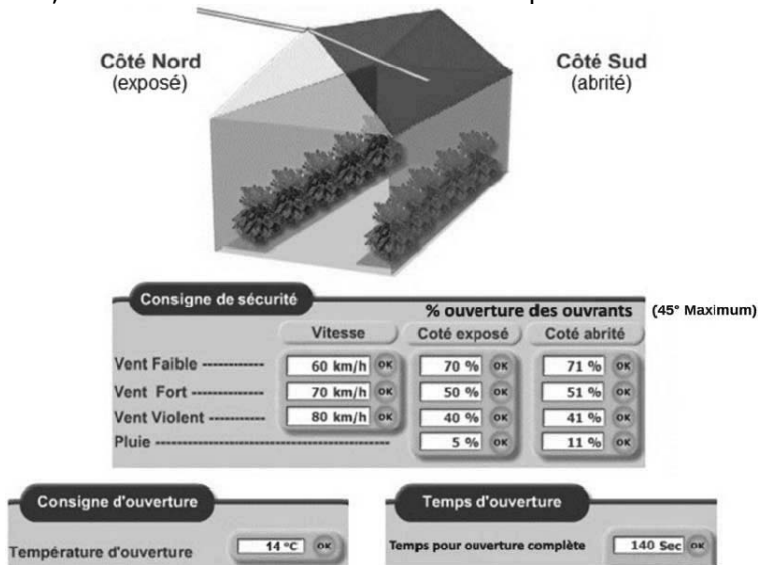 Côté Nord
(exposé)
Côté Sud
(abrité)
Consigne de sécurité
% ouverture des ouvrants (45° Maximum)
Vitesse Coté exposé Coté abrité
Vent Faible ---------- 60 km/h OK 70 % OK 71 % OK
Vent Fort ---------- 70 km/h OK 50 % OK 51 % OK
Vent Violent --------- 80 km/h OK 40 % OK 41 % OK
Pluie ---------------------------------------- 5 % OK 11 % OK
Consigne d'ouverture
Température d'ouverture 14 °C OK
Temps d'ouverture
Temps pour ouverture complète 140 Sec OK